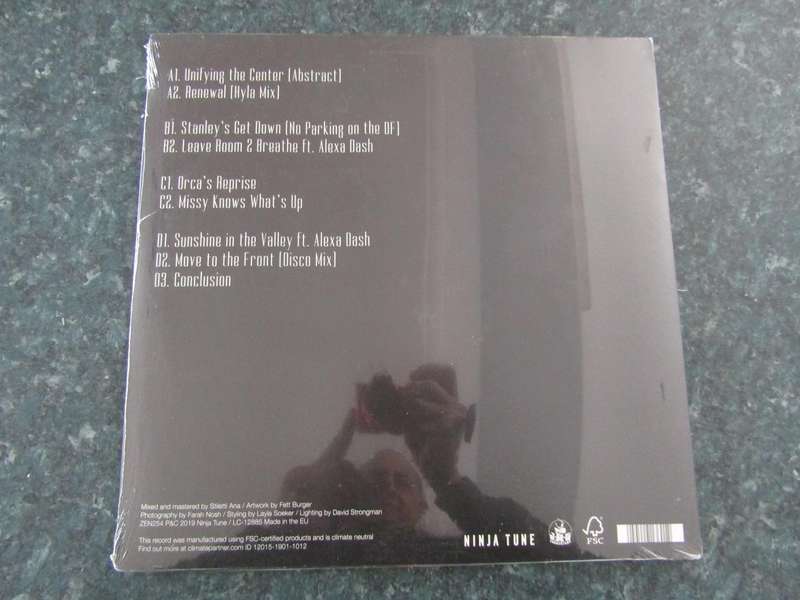 A1. Unifying the Center [Abstract]
A2. Renewal [Hyla Mix]
B1. Stanley's Get Down [No Parking on the DF]
B2. Leave Room 2 Breathe ft. Alexa Dash
C1. Orca's Reprise
C2. Missy Knows What's Up
D1. Sunshine in the Valley ft. Alexa Dash
D2. Move to the Front [Disco Mix]
D3. Conclusion
Mixed and mastered by Stiletti Ana / Artwork by Fett Burger
Photography by Farah Nosh / Styling by Layla Soeker / Lighting by David Strongman
ZEN254 P&C 2019 Ninja Tune / LC-12885 Made in the EU
This record was manufactured using FSC-certified products and is climate neutral
Find out more at climatepartner.com ID 12015-1901-1012
NINJA TUNE
FSC